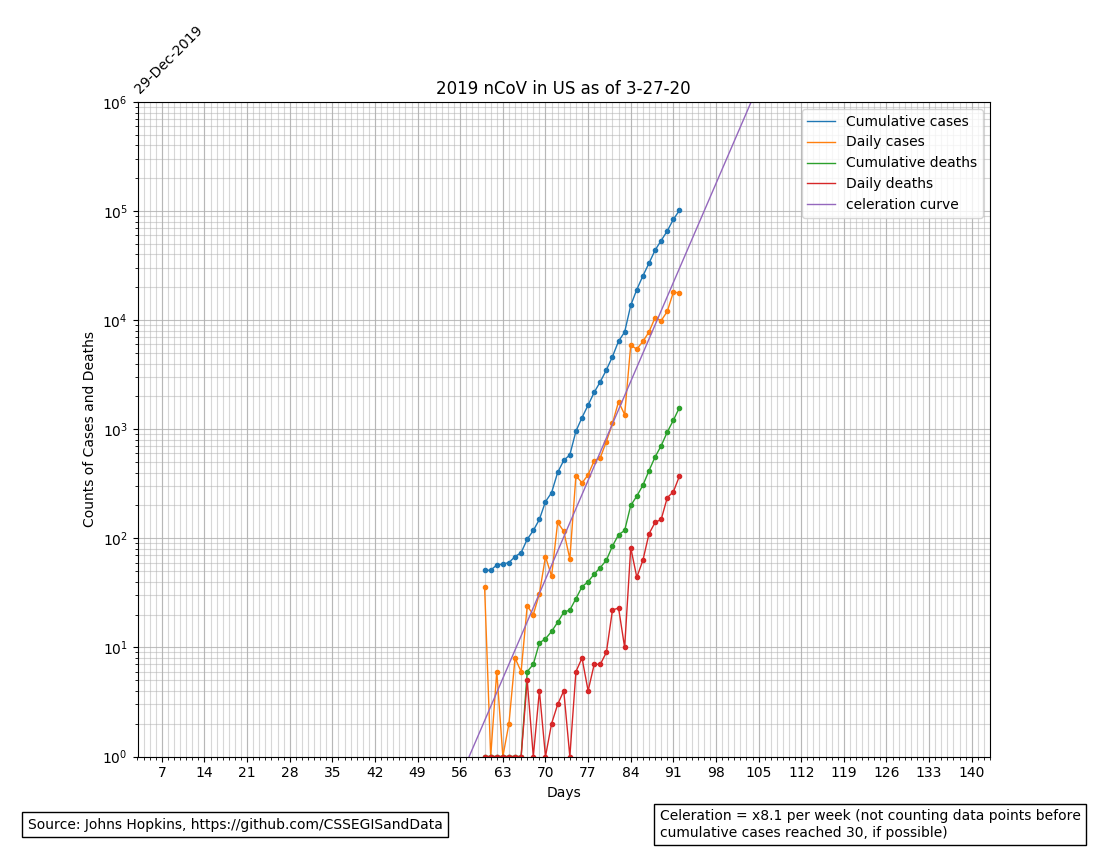 29-Dec-2019
2019 nCoV in US as of 3-27-20
Cumulative cases
Daily cases
Cumulative deaths
Daily deaths
celeration curve
Counts of Cases and Deaths
10^6
10^5
10^4
10^3
10^2
10^1
10^0
7 14 21 28 35 42 49 56 63 70 77 84 91 98 105 112 119 126 133 140
Days
Source: Johns Hopkins, https://github.com/CSSEGISandData
Celeration = x8.1 per week (not counting data points before
cumulative cases reached 30, if possible)